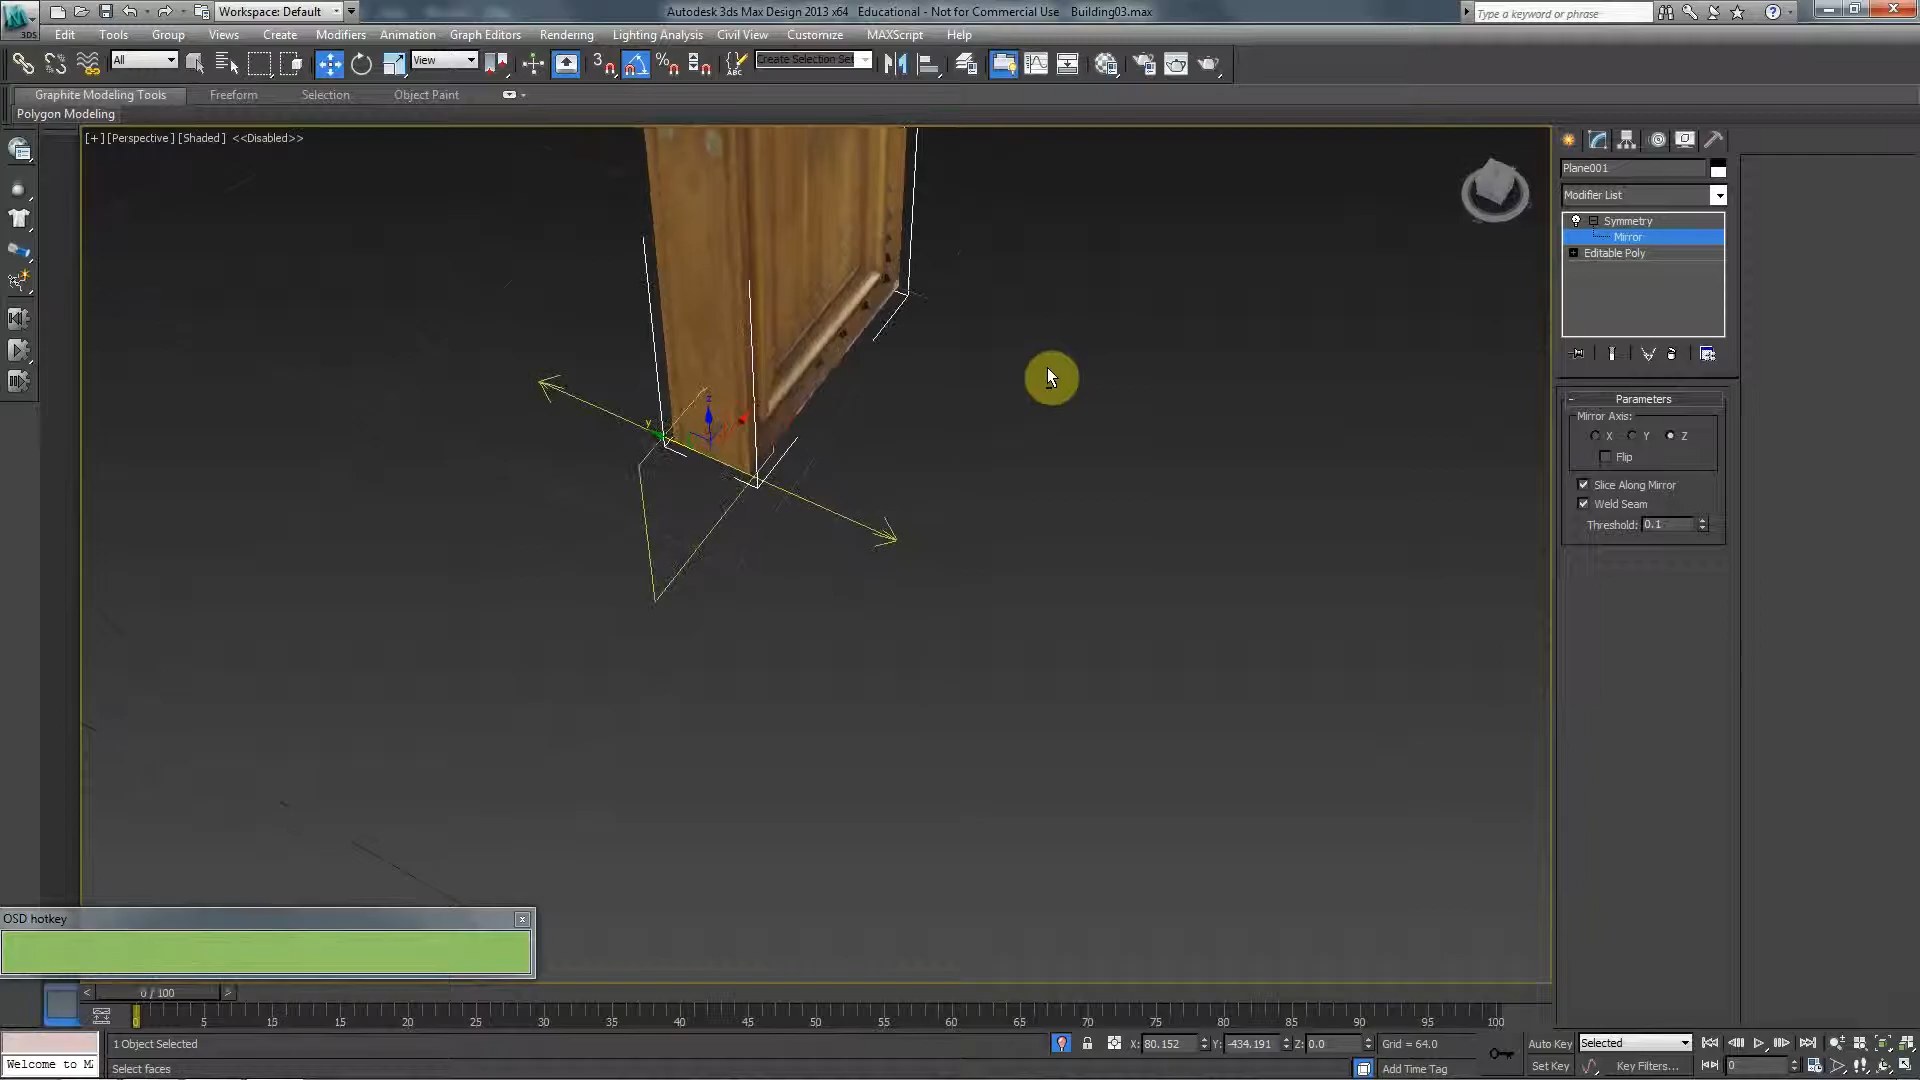 Workspace: Default
Autodesk 3ds Max Design 2013 x64 Educational - Not for Commercial Use Building03.max
Type a keyword or phrase
3DS
Edit Tools Group Views Create Modifiers Animation Graph Editors Rendering Lighting Analysis Civil View Customize MAXScript Help
All View Create Selection Set
Graphite Modeling Tools Freeform Selection Object Paint
Polygon Modeling
[+] [Perspective] [Shaded] <<Disabled>>
Plane001
Modifier List
Symmetry
Mirror
Editable Poly
Parameters
Mirror Axis:
X Y Z
Flip
Slice Along Mirror
Weld Seam
Threshold: 0.1
z
y
OSD hotkey
< 0 / 100 >
0 5 10 15 20 25 30 35 40 45 50 55 60 65 70 75 80 85 90 95 100
1 Object Selected X: 80.152 Y: -434.191 Z: 0.0 Grid = 64.0 Auto Key Selected
Welcome to M
Select faces Add Time Tag Set Key Key Filters... 0